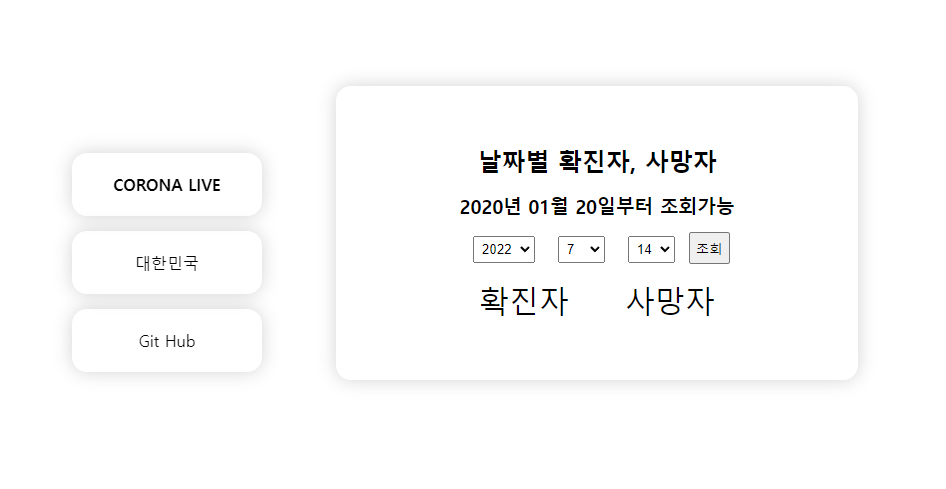 CORONA LIVE
대한민국
Git Hub
날짜별 확진자, 사망자
2020년 01월 20일부터 조회가능
2022 7 14 조회
확진자 사망자